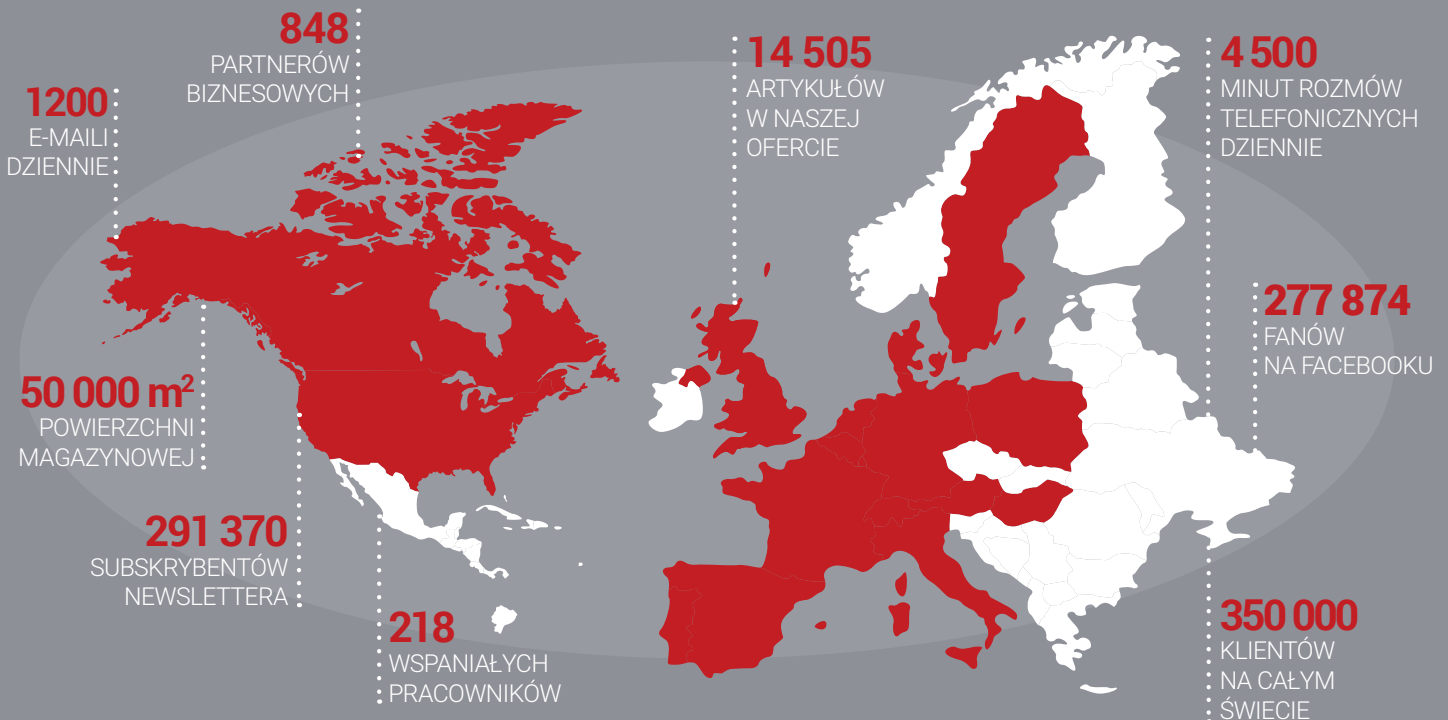 848
PARTNERÓW
BIZNESOWYCH
1200
E-MAILI
DZIENNIE
14 505
ARTYKUŁÓW
W NASZEJ
OFERCIE
4 500
MINUT ROZMÓW
TELEFONICZNYCH
DZIENNIE
277 874
FANÓW
NA FACEBOOKU
50 000 m²
POWIERZCHNI
MAGAZYNOWEJ
291 370
SUBSKRYBENTÓW
NEWSLETTERA
218
WSPANIAŁYCH
PRACOWNIKÓW
350 000
KLIENTÓW
NA CAŁYM
ŚWIECIE